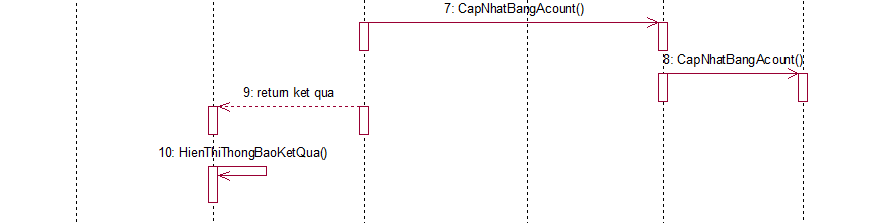 7: CapNhatBangAcount()
8: CapNhatBangAcount()
9: return ket qua
10: HienThiThongBaoKetQua()